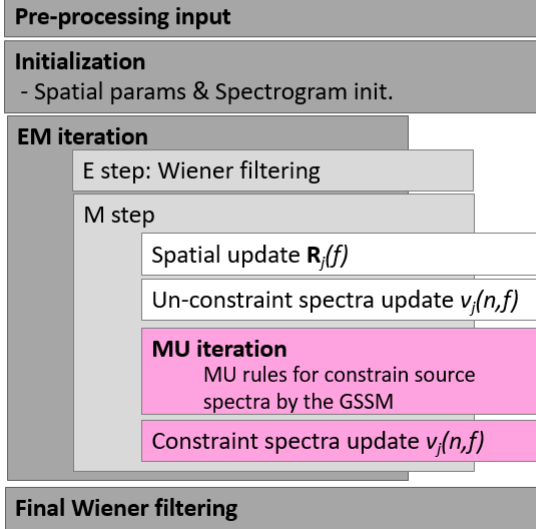 Pre-processing input
Initialization
- Spatial params & Spectrogram init.
EM iteration
E step: Wiener filtering
M step
Spatial update Rj(f)
Un-constraint spectra update vj(n,f)
MU iteration
MU rules for constrain source
spectra by the GSSM
Constraint spectra update vj(n,f)
Final Wiener filtering